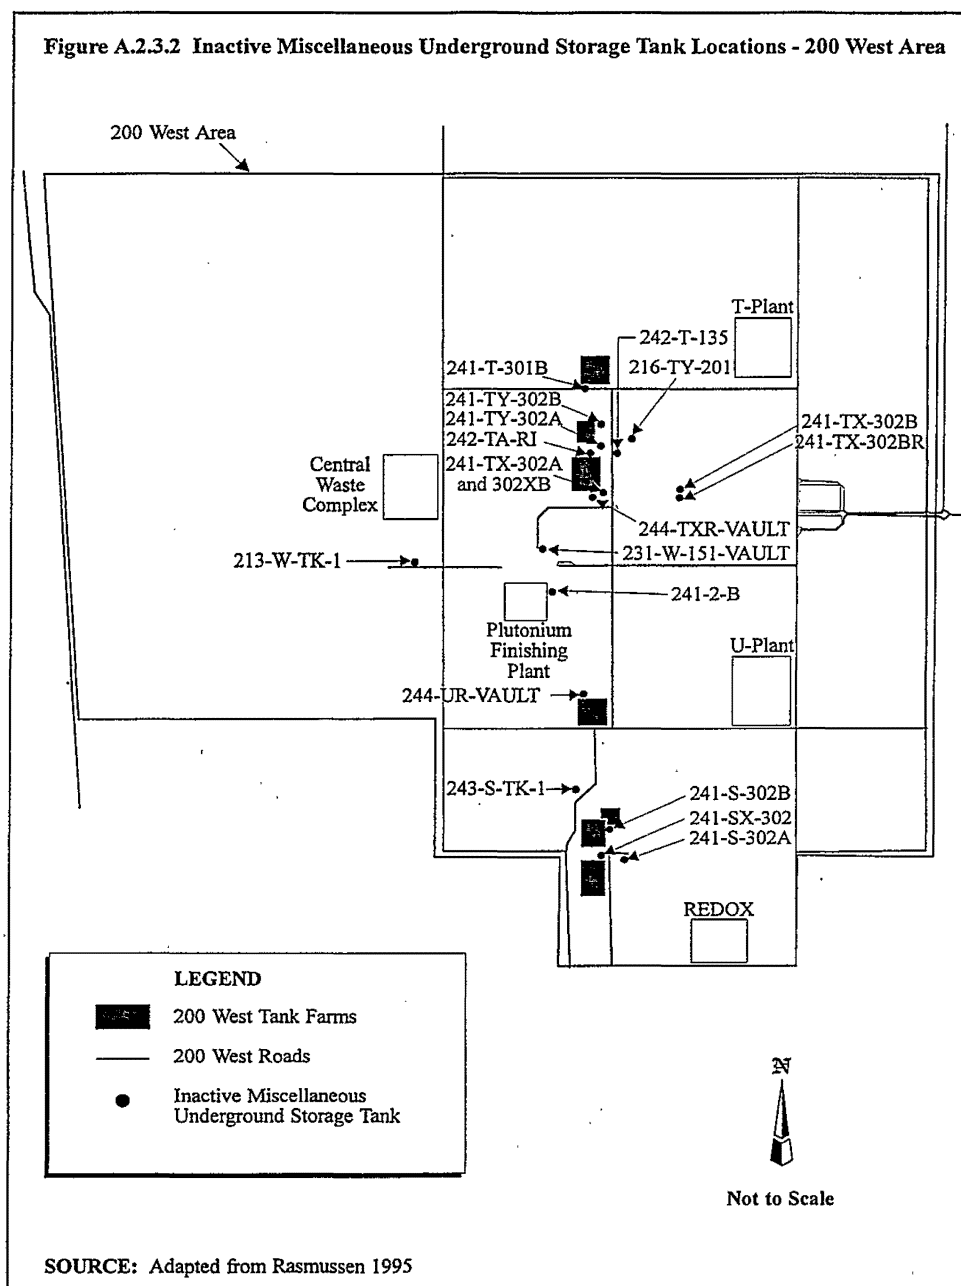 Figure A.2.3.2 Inactive Miscellaneous Underground Storage Tank Locations - 200 West Area
200 West Area
T-Plant
242-T-135
216-TY-201
241-T-301B
241-TY-302B
241-TY-302A
242-TA-RI
241-TX-302A
and 302XB
241-TX-302B
241-TX-302BR
Central
Waste
Complex
244-TXR-VAULT
231-W-151-VAULT
213-W-TK-1
241-2-B
Plutonium
Finishing
Plant
U-Plant
244-UR-VAULT
243-S-TK-1
241-S-302B
241-SX-302
241-S-302A
REDOX
LEGEND
200 West Tank Farms
200 West Roads
Inactive Miscellaneous
Underground Storage Tank
N
Not to Scale
SOURCE: Adapted from Rasmussen 1995